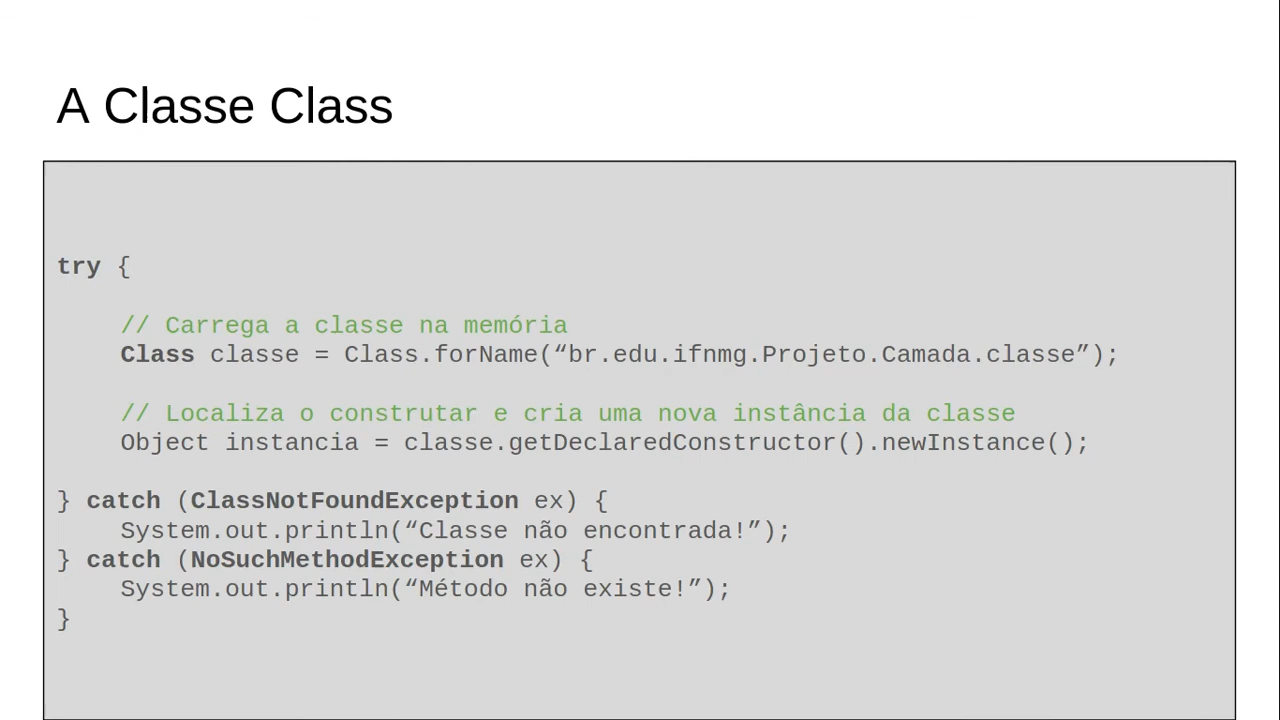 A Classe Class
try {
// Carrega a classe na memória
Class classe = Class.forName(“br.edu.ifnmg.Projeto.Camada.classe”);
// Localiza o construtar e cria uma nova instância da classe
Object instancia = classe.getDeclaredConstructor().newInstance();
} catch (ClassNotFoundException ex) {
System.out.println(“Classe não encontrada!”);
} catch (NoSuchMethodException ex) {
System.out.println(“Método não existe!”);
}